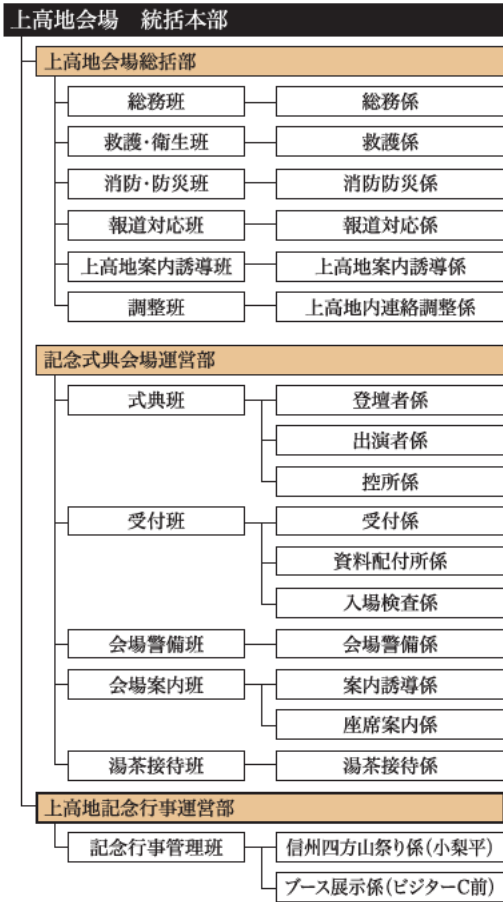 上高地会場　統括本部
上高地会場総括部
総務班 総務係
救護・衛生班 救護係
消防・防災班 消防防災係
報道対応班 報道対応係
上高地案内誘導班 上高地案内誘導係
調整班 上高地内連絡調整係
記念式典会場運営部
式典班 登壇者係
出演者係
控所係
受付班 受付係
資料配付所係
入場検査係
会場警備班 会場警備係
会場案内班 案内誘導係
座席案内係
湯茶接待班 湯茶接待係
上高地記念行事運営部
記念行事管理班 信州四方山祭り係(小梨平)
ブース展示係(ビジターC前)